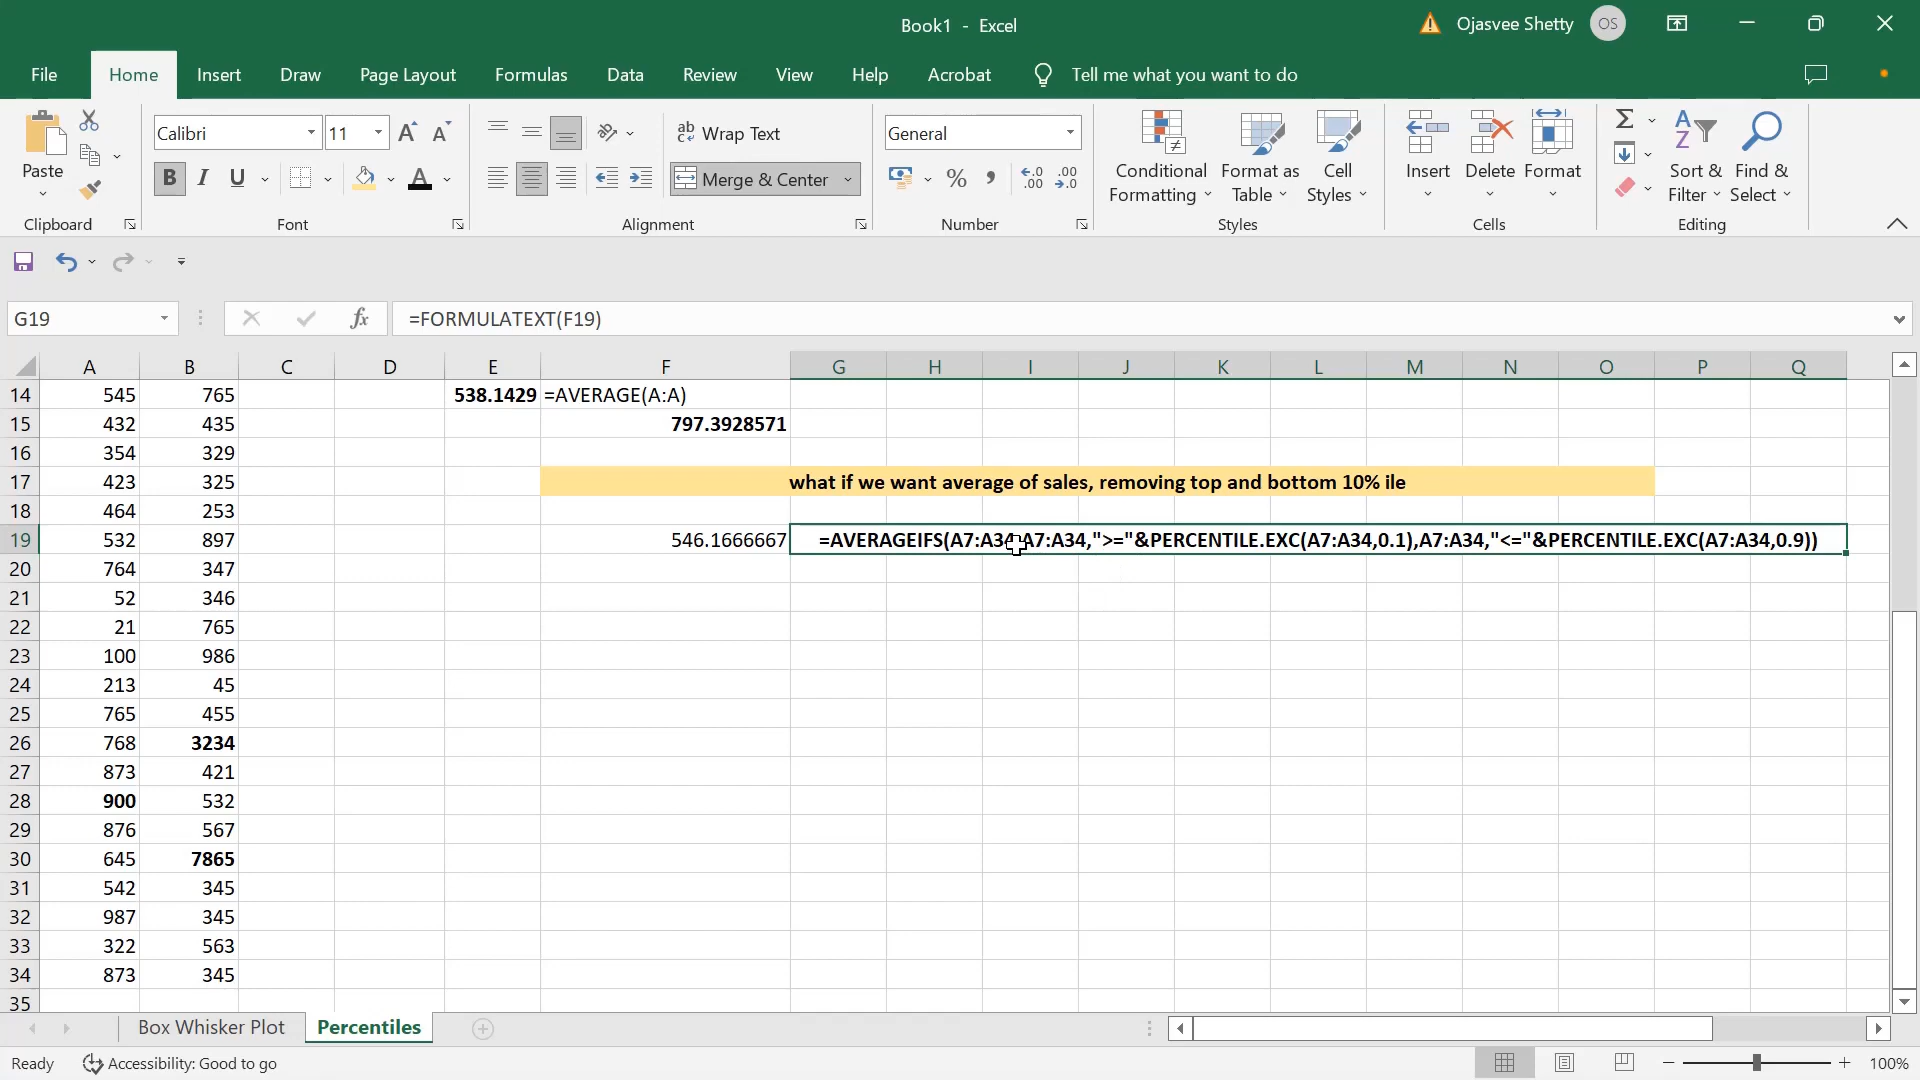 Book1 - Excel
Ojasvee Shetty OS
File Home Insert Draw Page Layout Formulas Data Review View Help Acrobat Tell me what you want to do
Paste
Clipboard
Calibri 11
B I U
Font
Wrap Text
Merge & Center
Alignment
General
Number
Conditional Formatting
Format as Table
Cell Styles
Styles
Insert
Delete
Format
Cells
Sort & Filter
Find & Select
Editing
G19 fx =FORMULATEXT(F19)
A B C D E F G H I J K L M N O P Q
14 545 765 538.1429 =AVERAGE(A:A)
15 432 435 797.3928571
16 354 329
17 423 325 what if we want average of sales, removing top and bottom 10% ile
18 464 253
19 532 897 546.1666667 =AVERAGEIFS(A7:A34,A7:A34,">="&PERCENTILE.EXC(A7:A34,0.1),A7:A34,"<="&PERCENTILE.EXC(A7:A34,0.9))
20 764 347
21 52 346
22 21 765
23 100 986
24 213 45
25 765 455
26 768 3234
27 873 421
28 900 532
29 876 567
30 645 7865
31 542 345
32 987 345
33 322 563
34 873 345
35
Box Whisker Plot Percentiles
Ready Accessibility: Good to go 100%